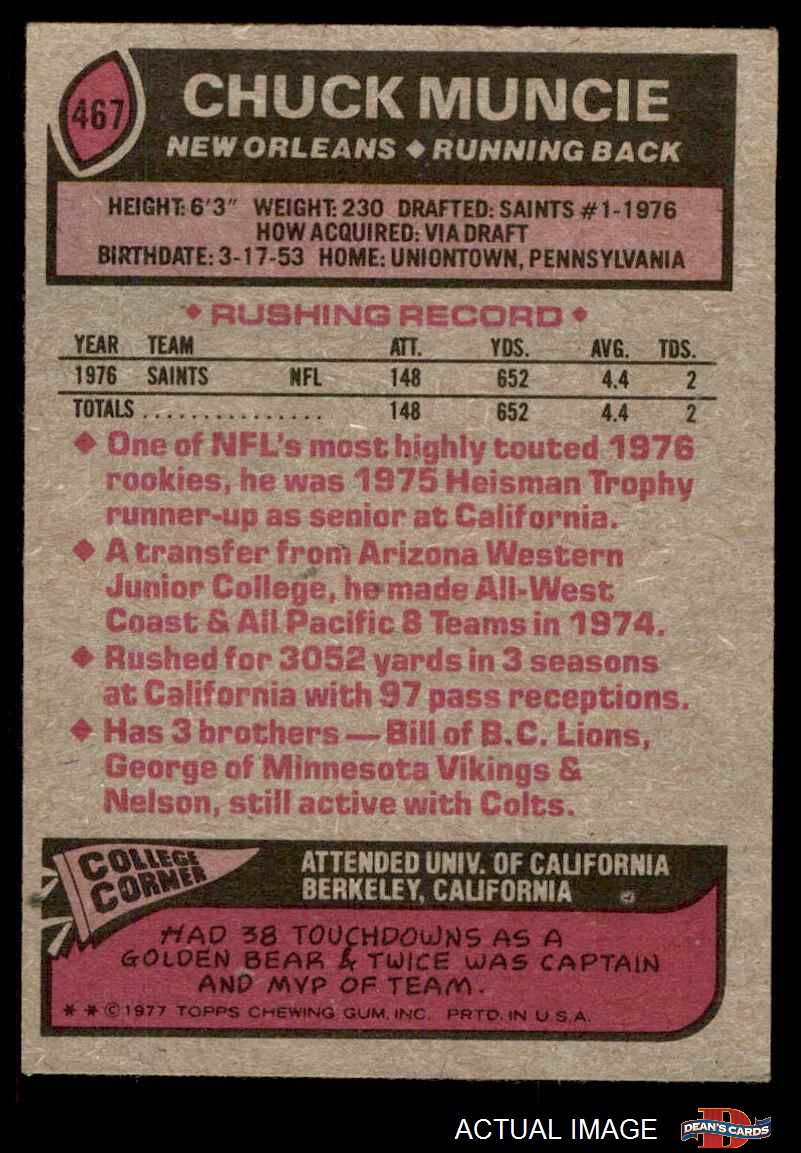 467
CHUCK MUNCIE
NEW ORLEANS ◆ RUNNING BACK
HEIGHT: 6'3" WEIGHT: 230 DRAFTED: SAINTS #1-1976
HOW ACQUIRED: VIA DRAFT
BIRTHDATE: 3-17-53 HOME: UNIONTOWN, PENNSYLVANIA
◆ RUSHING RECORD ◆
YEAR TEAM ATT. YDS. AVG. TDS.
1976 SAINTS NFL 148 652 4.4 2
TOTALS ............... 148 652 4.4 2
◆ One of NFL's most highly touted 1976
rookies, he was 1975 Heisman Trophy
runner-up as senior at California.
◆ A transfer from Arizona Western
Junior College, he made All-West
Coast & All Pacific 8 Teams in 1974.
◆ Rushed for 3052 yards in 3 seasons
at California with 97 pass receptions.
◆ Has 3 brothers — Bill of B.C. Lions,
George of Minnesota Vikings &
Nelson, still active with Colts.
COLLEGE
CORNER
ATTENDED UNIV. OF CALIFORNIA
BERKELEY, CALIFORNIA
HAD 38 TOUCHDOWNS AS A
GOLDEN BEAR & TWICE WAS CAPTAIN
AND MVP OF TEAM.
* * © 1977 TOPPS CHEWING GUM, INC. PRTD. IN U.S.A.
ACTUAL IMAGE
D
DEAN'S CARDS